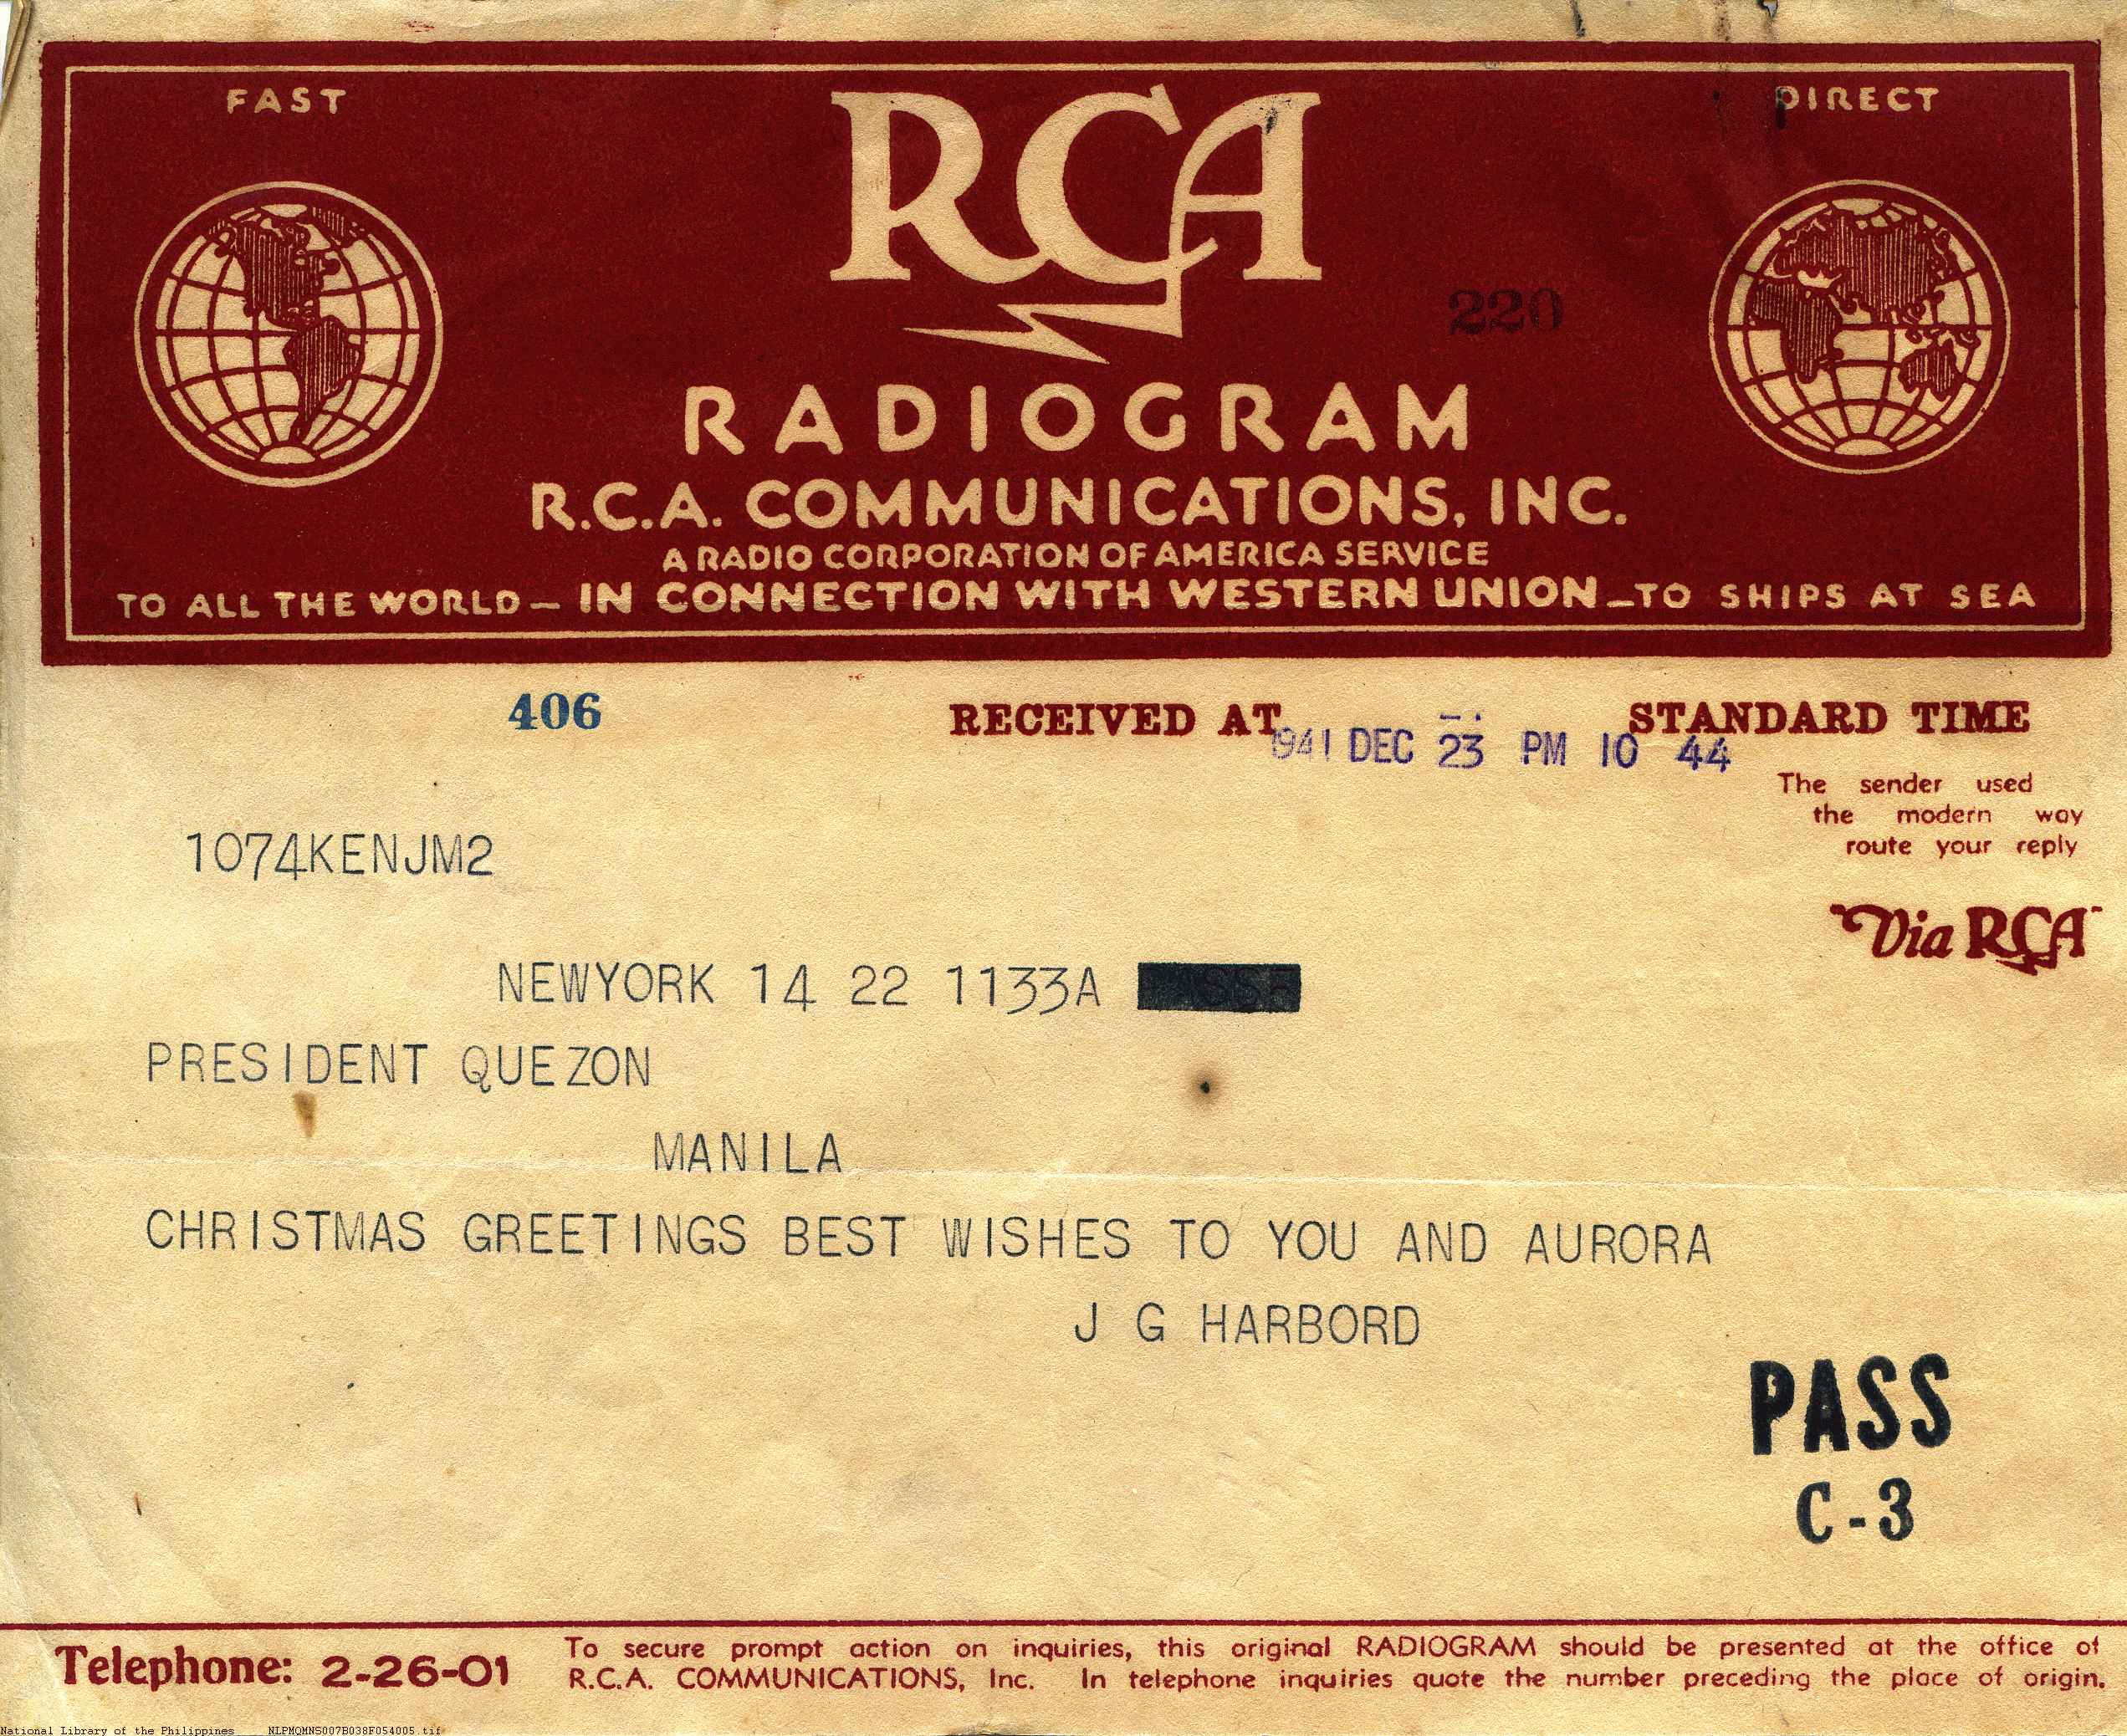 FAST
DIRECT
RCA
220
RADIOGRAM
R.C.A. COMMUNICATIONS, INC.
A RADIO CORPORATION OF AMERICA SERVICE
TO ALL THE WORLD — IN CONNECTION WITH WESTERN UNION — TO SHIPS AT SEA
406
RECEIVED AT STANDARD TIME
1941 DEC 23 PM 10 44
The sender used
the modern way
route your reply
"Via RCA"
1074KENJM2
NEWYORK 14 22 1133A
PRESIDENT QUEZON
MANILA
CHRISTMAS GREETINGS BEST WISHES TO YOU AND AURORA
J G HARBORD
PASS
C-3
Telephone: 2-26-01
To secure prompt action on inquiries, this original RADIOGRAM should be presented at the office of
R.C.A. COMMUNICATIONS, Inc. In telephone inquiries quote the number preceding the place of origin.
National Library of the Philippines NLPMQMNS007B038F054005.tif